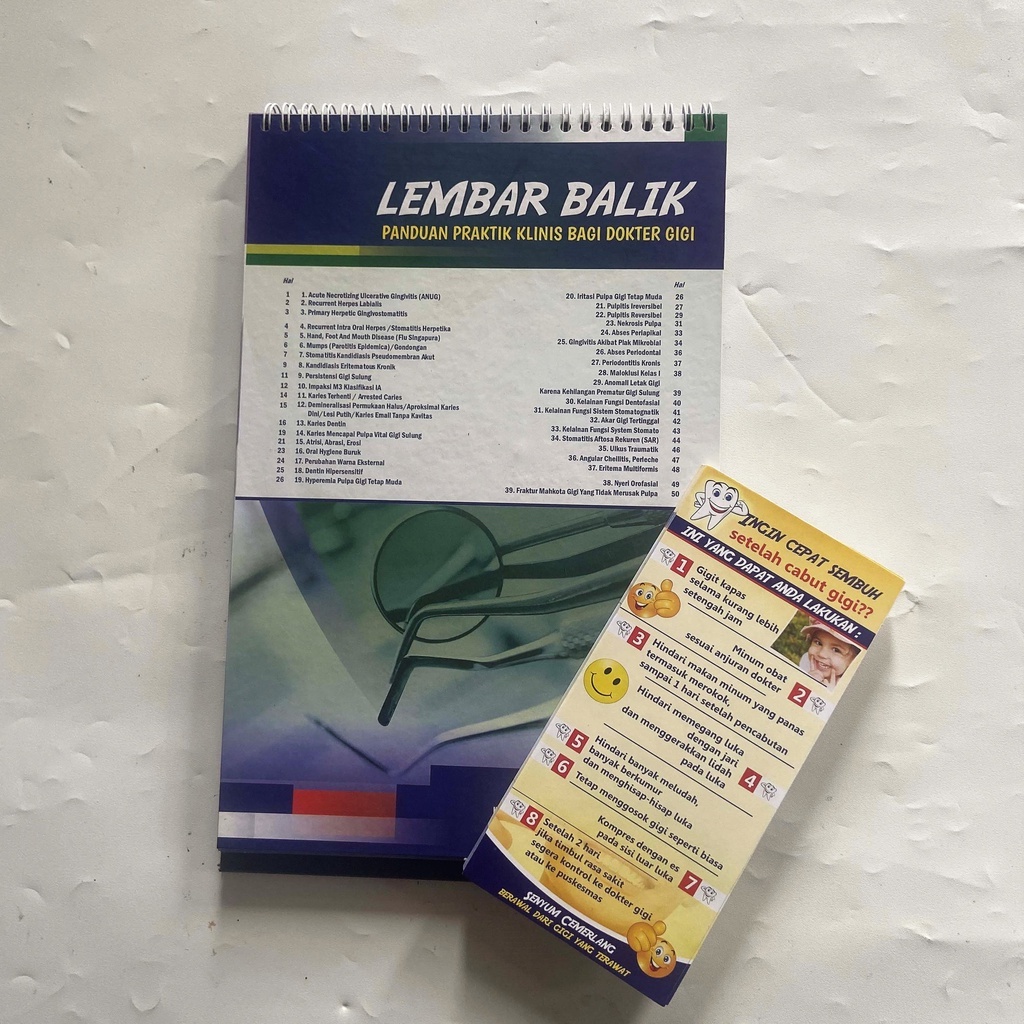 LEMBAR BALIK
PANDUAN PRAKTIK KLINIS BAGI DOKTER GIGI
Hal
1 1. Acute Necrotizing Ulcerative Gingivitis (ANUG)
2 2. Recurrent Herpes Labialis
3 3. Primary Herpetic Gingivostomatitis
4 4. Recurrent Intra Oral Herpes /Stomatitis Herpetika
5 5. Hand, Foot And Mouth Disease (Flu Singapura)
6 6. Mumps (Parotitis Epidemica)/Gondongan
7 7. Stomatitis Kandidiasis Pseudomembran Akut
9 8. Kandidiasis Eritematous Kronik
11 9. Persistensi Gigi Sulung
12 10. Impaksi M3 Klasifikasi IA
14 11. Karies Terhenti / Arrested Caries
15 12. Demineralisasi Permukaan Halus/Aproksimal Karies
Dini/Lesi Putih/Karies Email Tanpa Kavitas
16 13. Karies Dentin
19 14. Karies Mencapai Pulpa Vital Gigi Sulung
21 15. Atrisi, Abrasi, Erosi
23 16. Oral Hygiene Buruk
24 17. Perubahan Warna Eksternal
25 18. Dentin Hipersensitif
26 19. Hyperemia Pulpa Gigi Tetap Muda
Hal
20. Iritasi Pulpa Gigi Tetap Muda 26
21. Pulpitis Ireversibel 27
22. Pulpitis Reversibel 29
23. Nekrosis Pulpa 31
24. Abses Periapikal 33
25. Gingivitis Akibat Plak Mikrobial 34
26. Abses Periodontal 36
27. Periodontitis Kronis 37
28. Maloklusi Kelas I 38
29. Anomali Letak Gigi
Karena Kehilangan Prematur Gigi Sulung 39
30. Kelainan Fungsi Dentofasial 40
31. Kelainan Fungsi Sistem Stomatognatik 41
32. Akar Gigi Tertinggal 42
33. Kelainan Fungsi System Stomato 43
34. Stomatitis Aftosa Rekuren (SAR) 44
35. Ulkus Traumatik 46
36. Angular Cheilitis, Perleche 47
37. Eritema Multiformis 48
38. Nyeri Orofasial 49
39. Fraktur Mahkota Gigi Yang Tidak Merusak Pulpa 50
INGIN CEPAT SEMBUH
setelah cabut gigi??
INI YANG DAPAT ANDA LAKUKAN :
1 Gigit kapas
selama kurang lebih
setengah jam
Minum obat
sesuai anjuran dokter 2
3 Hindari makan minum yang panas
termasuk merokok,
sampai 1 hari setelah pencabutan
Hindari memegang luka
dengan jari
dan menggerakkan lidah
pada luka 4
5 Hindari banyak meludah,
banyak berkumur
dan menghisap-hisap luka
6 Tetap menggosok gigi seperti biasa
Kompres dengan es
pada sisi luar luka 7
8 Setelah 2 hari
jika timbul rasa sakit
segera kontrol ke dokter gigi
atau ke puskesmas
SENYUM CEMERLANG
BERAWAL DARI GIGI YANG TERAWAT